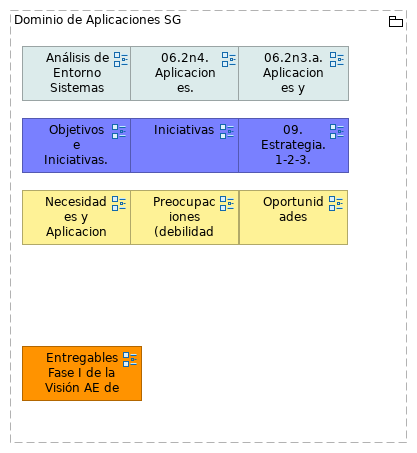 Dominio de Aplicaciones SG
Análisis de
Entorno
Sistemas
06.2n4.
Aplicacion
es.
06.2n3.a.
Aplicacion
es y
Objetivos
e
Iniciativas.
Iniciativas
09.
Estrategia.
1-2-3.
Necesidad
es y
Aplicacion
Preocupac
iones
(debilidad
Oportunid
ades
Entregables
Fase I de la
Visión AE de